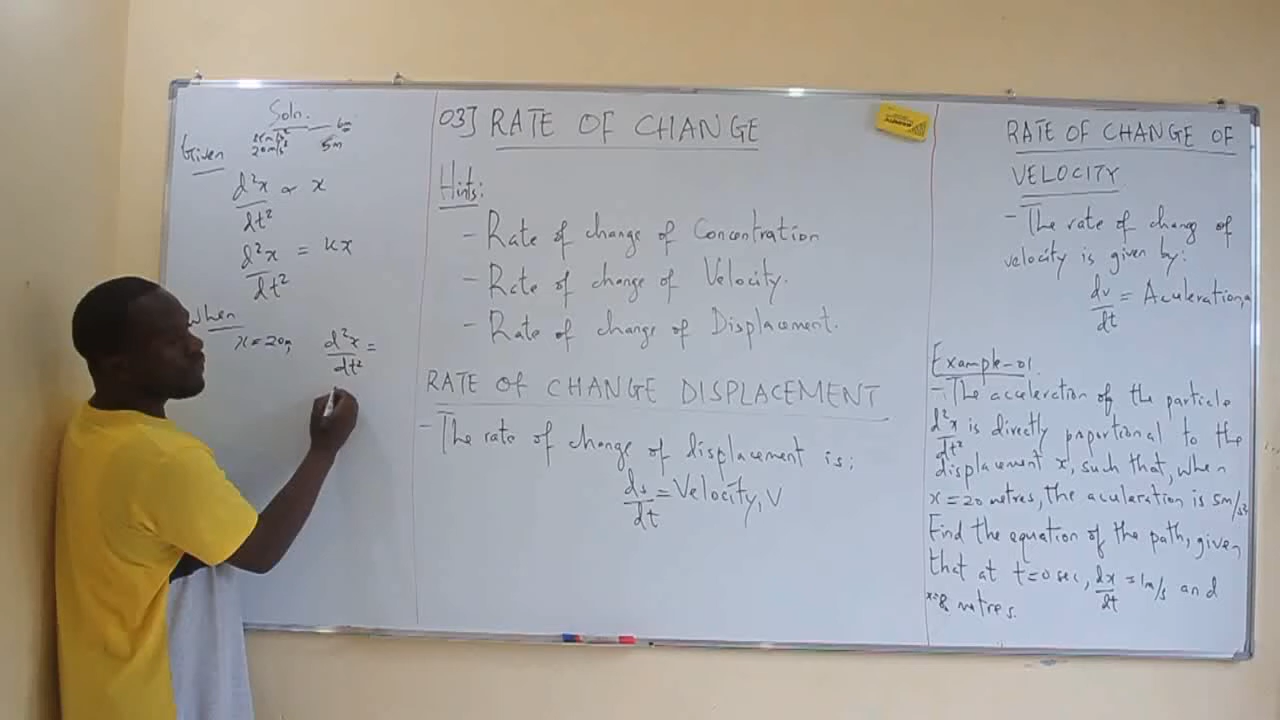 Soln.
Given
d²x/dt² ∝ x
d²x/dt² = kx
When
x = 20m, d²x/dt² =
03] RATE OF CHANGE
Hints:
- Rate of change of Concentration
- Rate of change of Velocity.
- Rate of change of Displacement.
RATE OF CHANGE DISPLACEMENT
- The rate of change of displacement is;
ds/dt = Velocity, V
RATE OF CHANGE OF
VELOCITY
- The rate of change of
velocity is given by:
dv/dt = Aculeration, a
Example-01.
- The aculeration of the particle
d²x/dt² is directly propotional to the
displacement x, such that, when
x = 20 metres, the aculeration is 5m/s².
Find the equation of the path, given
that at t=0 sec, dx/dt = 1m/s and
x=8 metres.